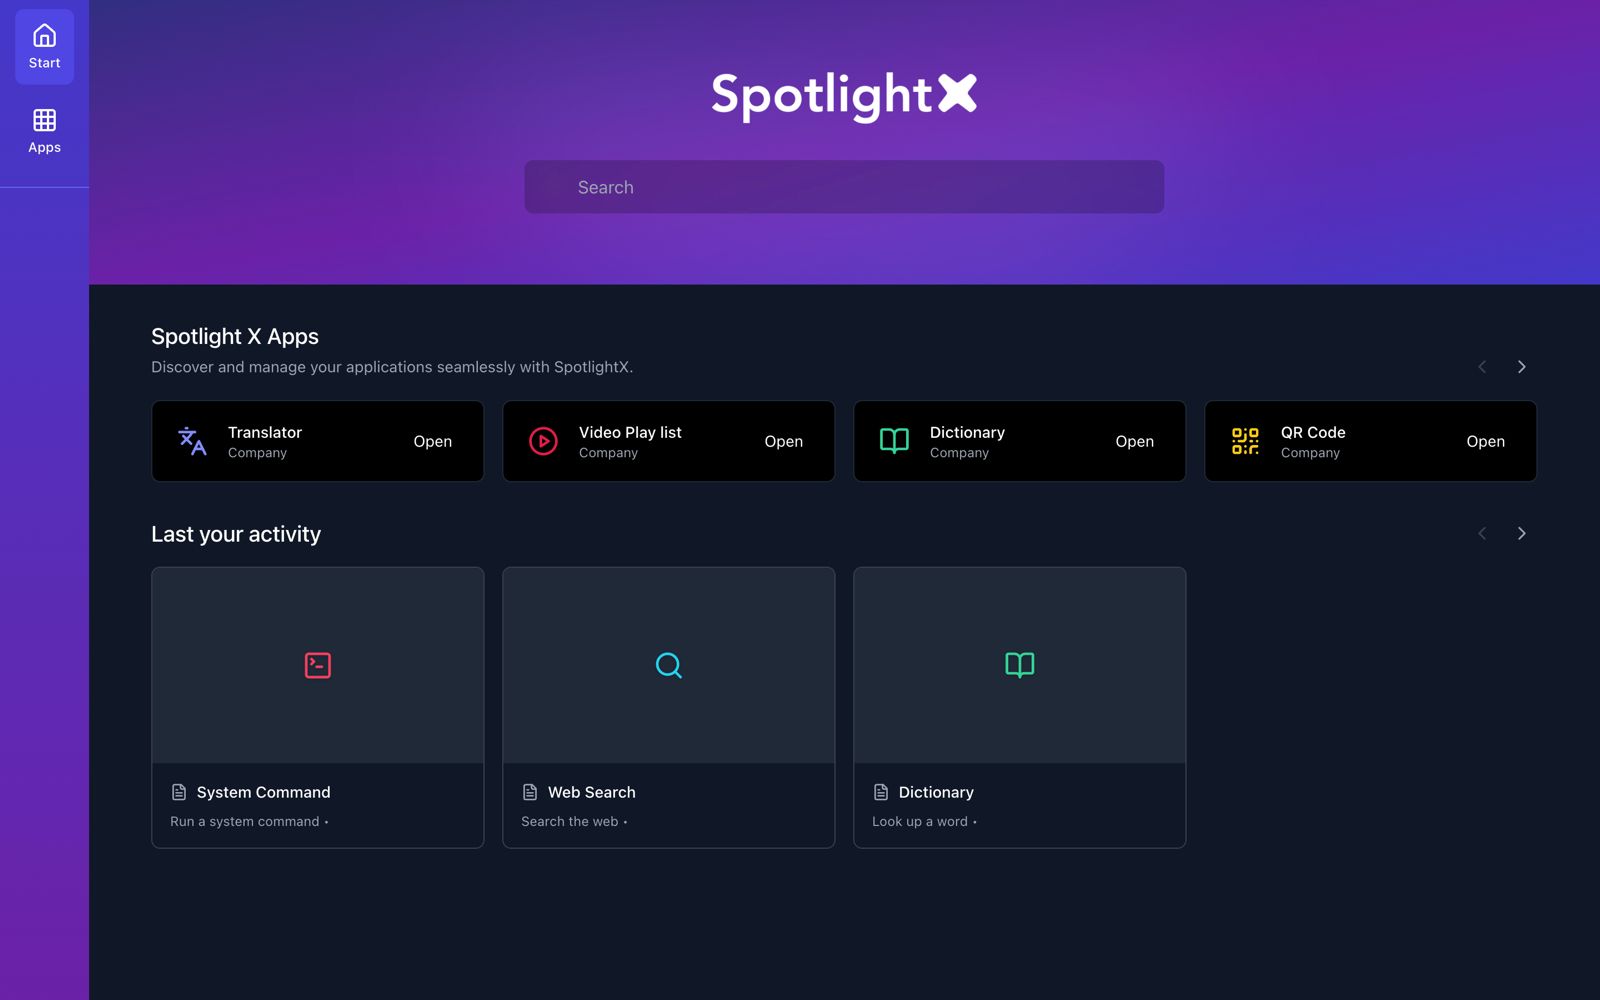 Start
Apps
SpotlightX
Search
Spotlight X Apps
Discover and manage your applications seamlessly with SpotlightX.
Translator
Company
Open
Video Play list
Company
Open
Dictionary
Company
Open
QR Code
Company
Open
Last your activity
System Command
Run a system command •
Web Search
Search the web •
Dictionary
Look up a word •